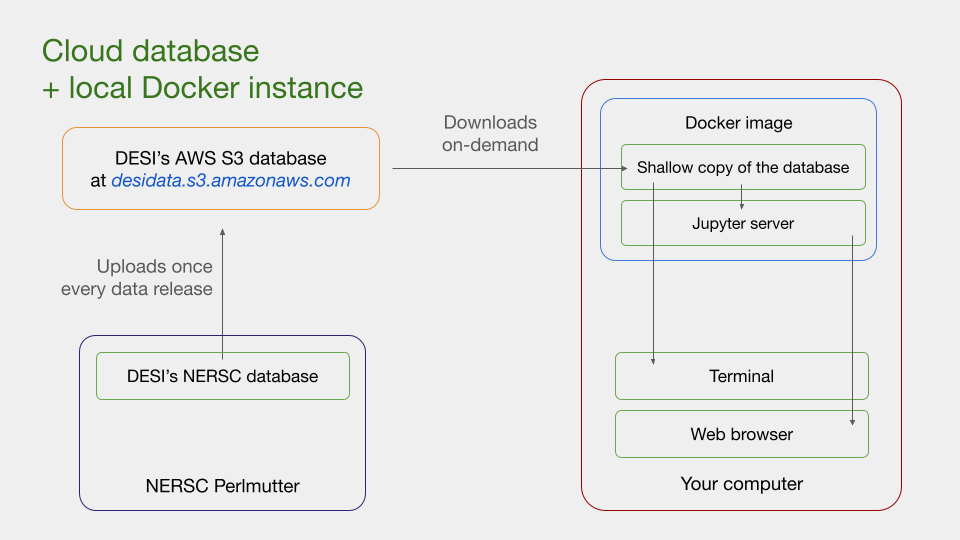 Cloud database
+ local Docker instance
DESI's AWS S3 database
at desidata.s3.amazonaws.com
Downloads
on-demand
Docker image
Shallow copy of the database
Jupyter server
Uploads once
every data release
DESI's NERSC database
NERSC Perlmutter
Terminal
Web browser
Your computer